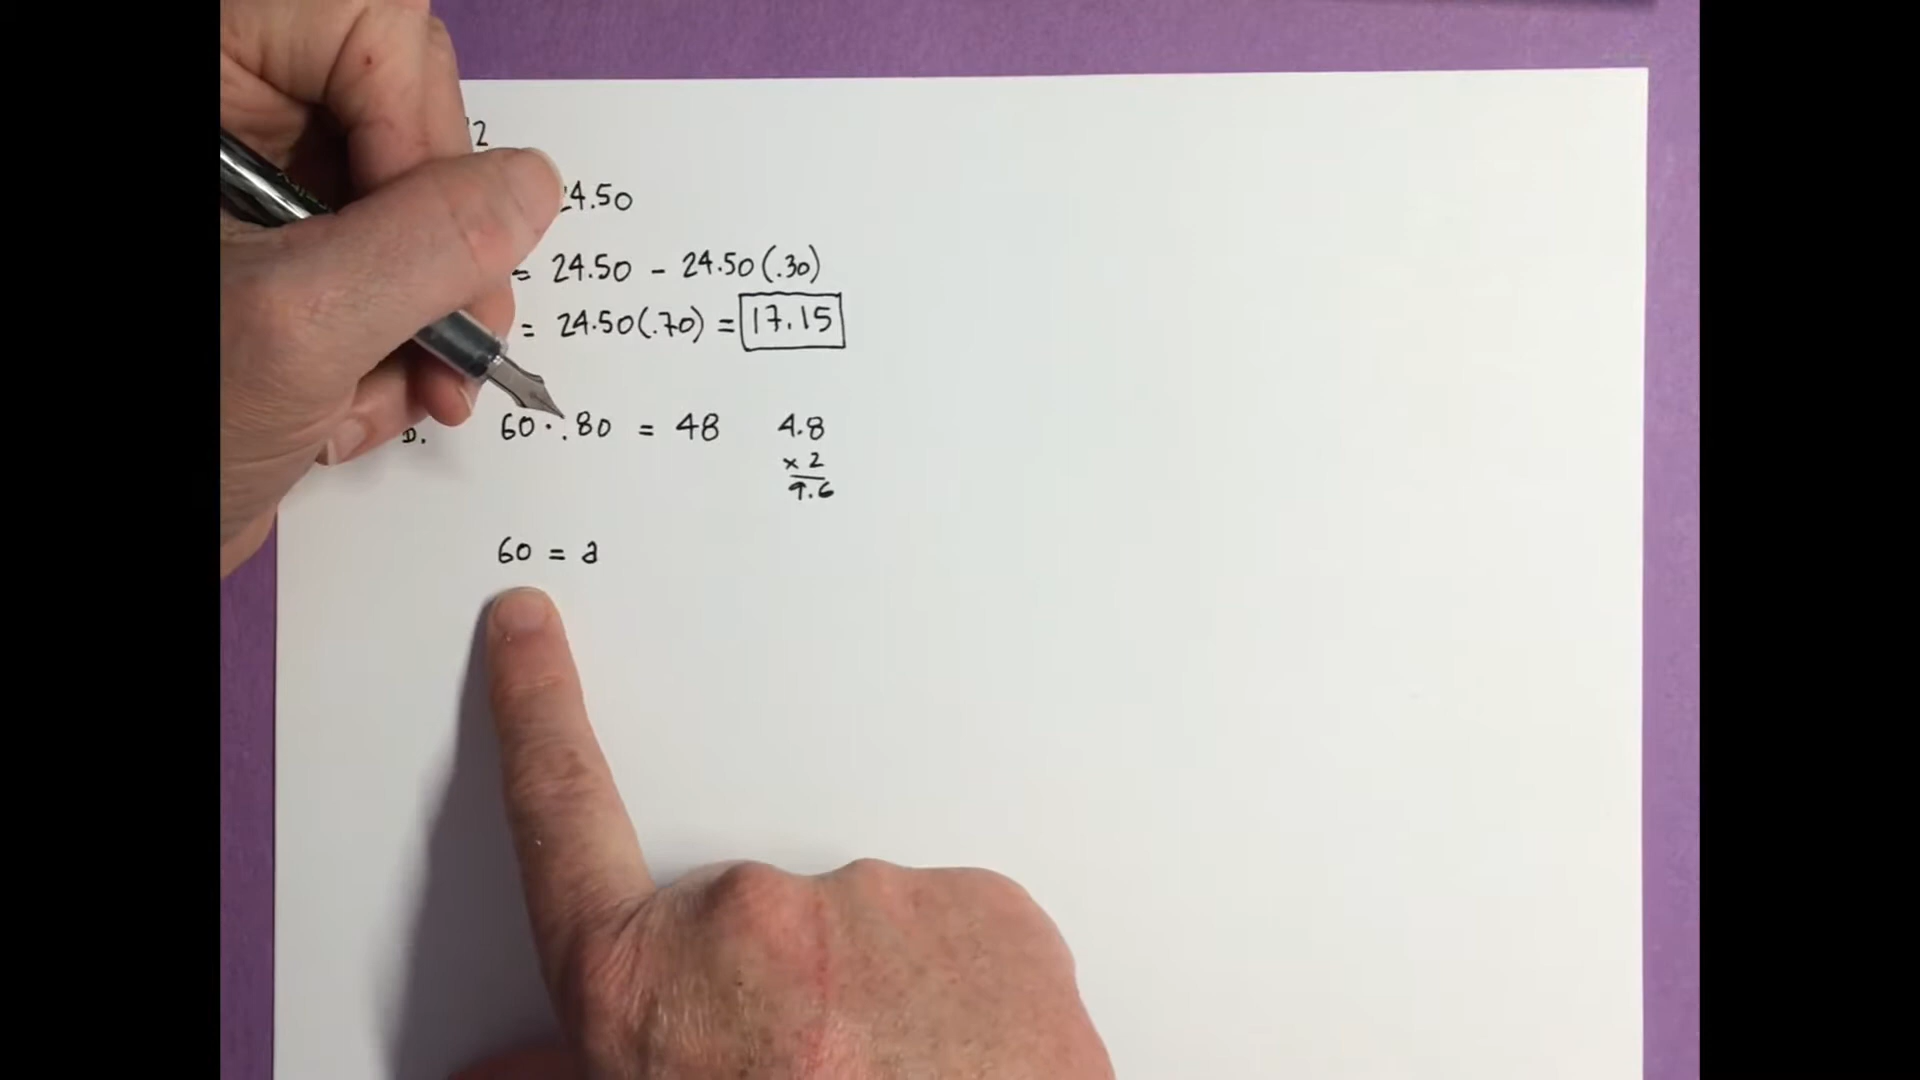 2
24.50
= 24.50 - 24.50(.30)
= 24.50(.70) = 17.15
D. 60 · .80 = 48 4.8
x 2
9.6
60 = a